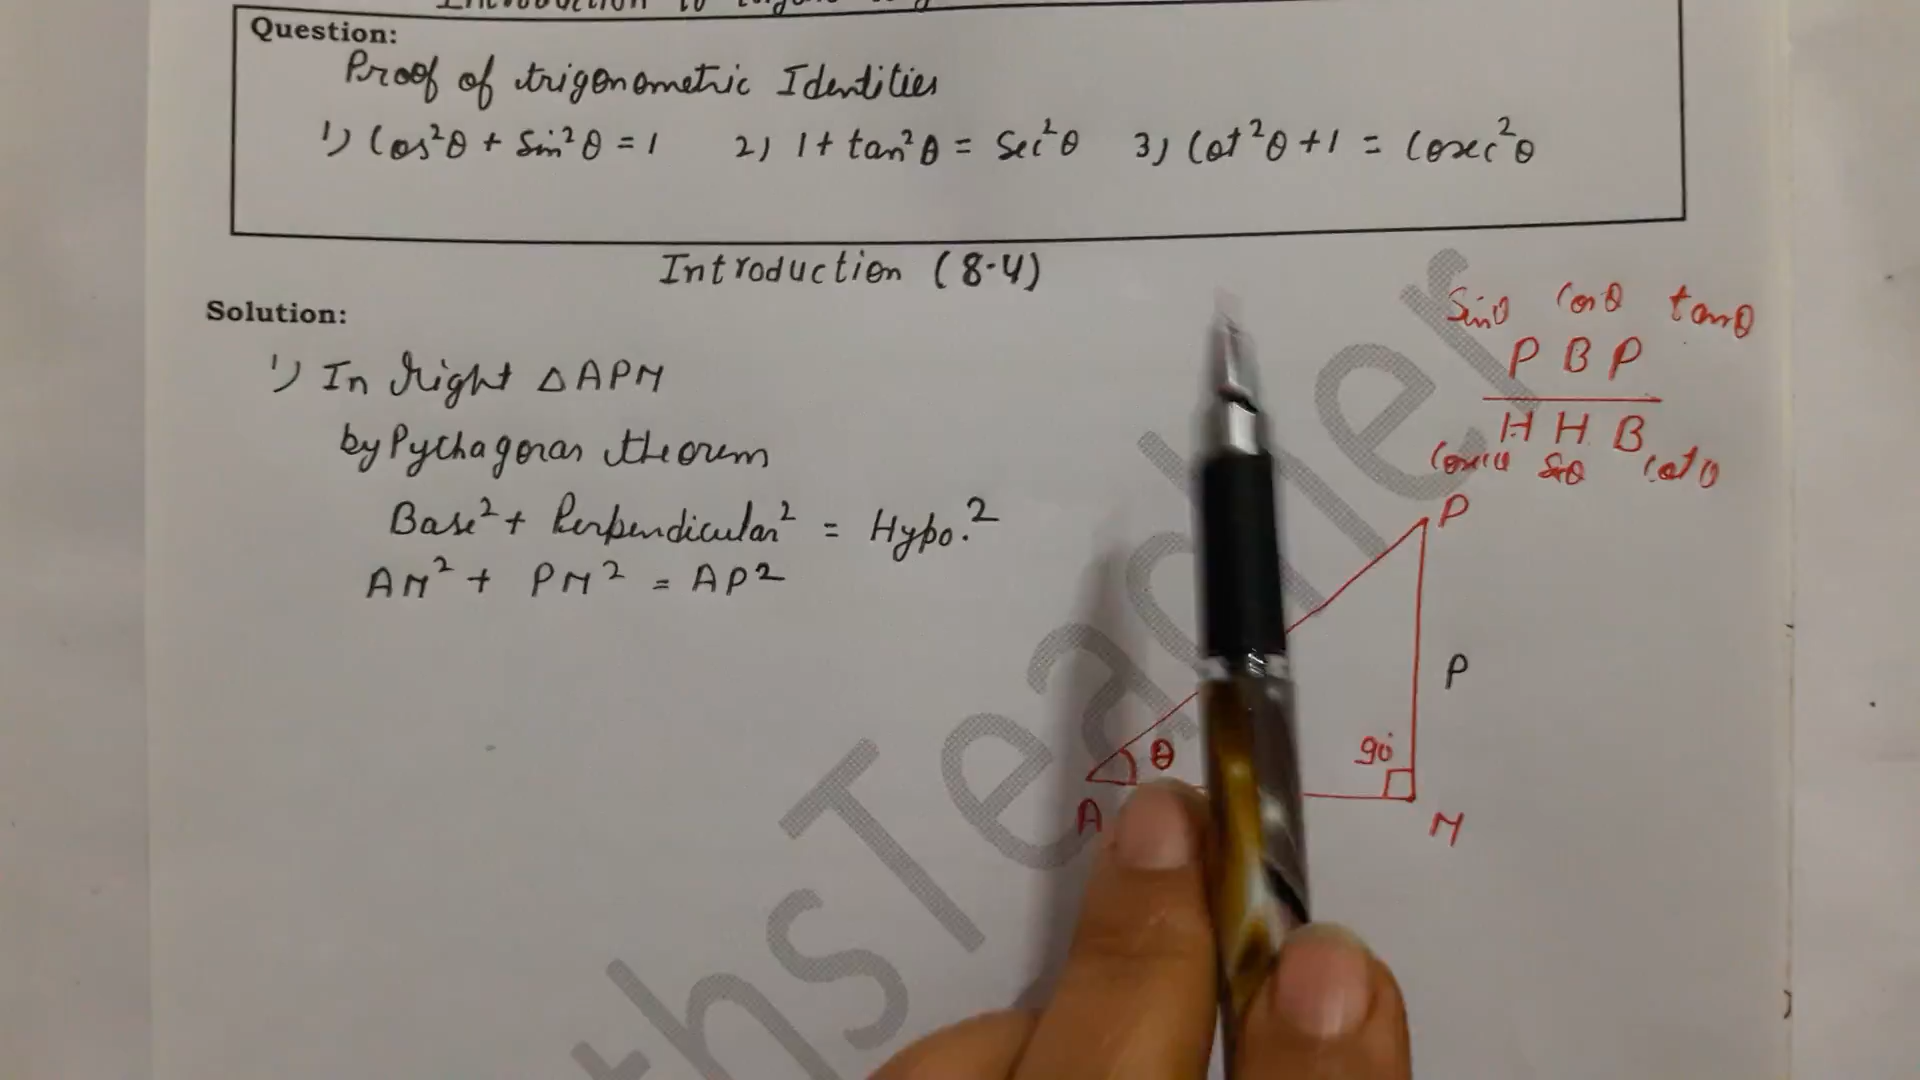 Question:
Proof of trigonometric Identities
1) Cos²θ + Sin²θ = 1 2) 1 + tan²θ = Sec²θ 3) Cot²θ + 1 = Cosec²θ
Introduction (8.4)
Solution:
Sinθ Cosθ tanθ
P B P
H H B
Cosecθ Secθ Cotθ
1) In Right △APM
by Pythagoras theorem
Base² + Perpendicular² = Hypo.²
AM² + PM² = AP²
P
P
θ
90°
A
M